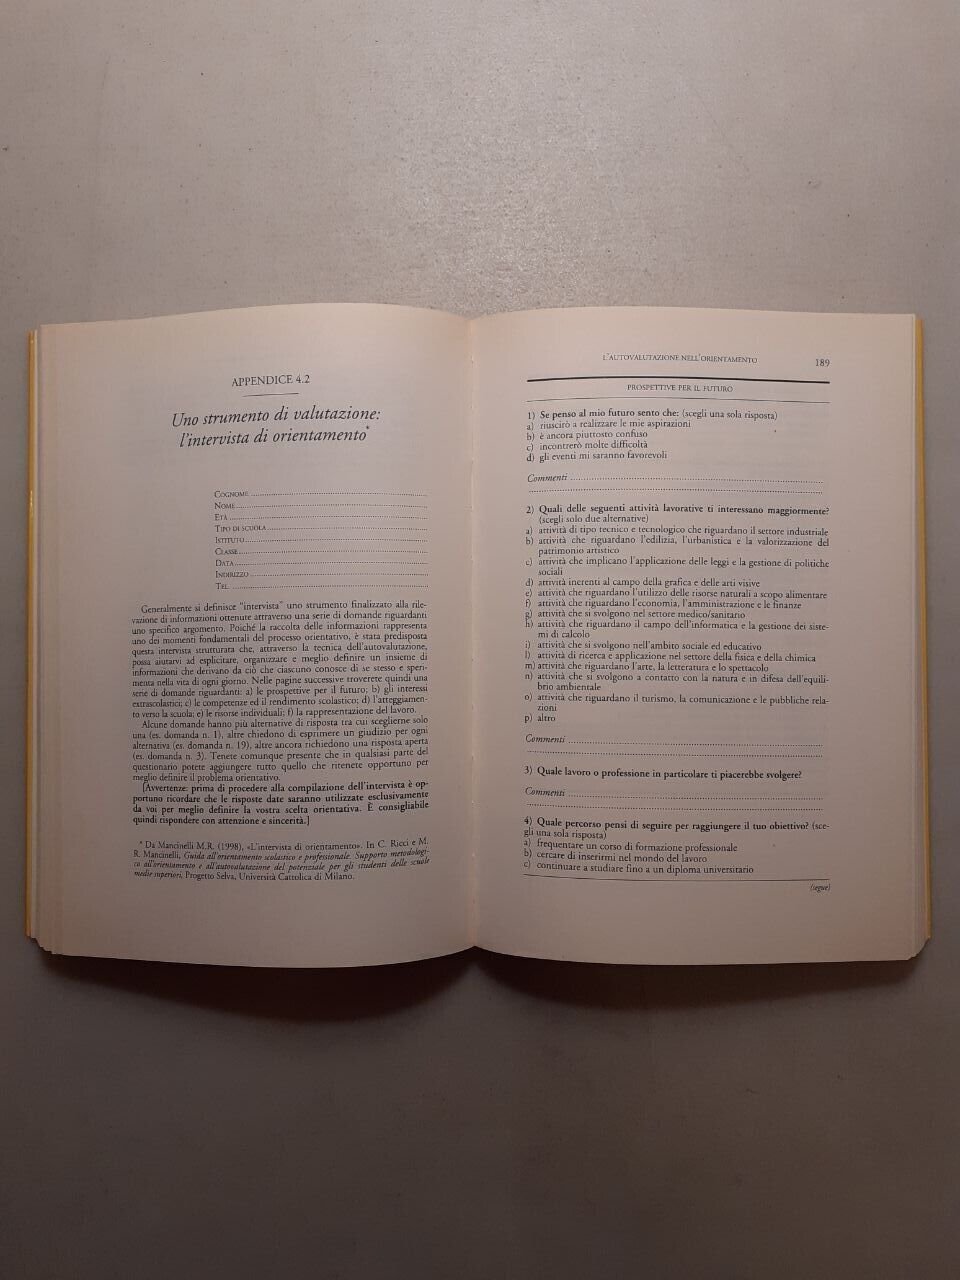 APPENDICE 4.2
Uno strumento di valutazione:
l'intervista di orientamento*
COGNOME
NOME
ETÀ
TIPO DI SCUOLA
ISTITUTO
CLASSE
DATA
INDIRIZZO
TEL.
Generalmente si definisce "intervista" uno strumento finalizzato alla rile-
vazione di informazioni ottenute attraverso una serie di domande riguardanti
uno specifico argomento. Poiché la raccolta delle informazioni rappresenta
uno dei momenti fondamentali del processo orientativo, è stata predisposta
questa intervista strutturata che, attraverso la tecnica dell'autovalutazione,
possa aiutarvi ad esplicitare, organizzare e meglio definire un insieme di
informazioni che derivano da ciò che ciascuno conosce di se stesso e speri-
menta nella vita di ogni giorno. Nelle pagine successive troverete quindi una
serie di domande riguardanti: a) le prospettive per il futuro; b) gli interessi
extrascolastici; c) le competenze ed il rendimento scolastico; d) l'atteggiamen-
to verso la scuola; e) le risorse individuali; f) la rappresentazione del lavoro.
Alcune domande hanno più alternative di risposta tra cui sceglierne solo
una (es. domanda n. 1), altre chiedono di esprimere un giudizio per ogni
alternativa (es. domanda n. 19), altre ancora richiedono una risposta aperta
(es. domanda n. 3). Tenete comunque presente che in qualsiasi parte del
questionario potete aggiungere tutto quello che ritenete opportuno per
meglio definire il problema orientativo.
[Avvertenze: prima di procedere alla compilazione dell'intervista è op-
portuno ricordare che le risposte date saranno utilizzate esclusivamente
da voi per meglio definire la vostra scelta orientativa. È consigliabile
quindi rispondere con attenzione e sincerità.]
* Da Mancinelli M.R. (1998), «L'intervista di orientamento». In C. Ricci e M.
R. Mancinelli, Guida all'orientamento scolastico e professionale. Supporto metodologi-
co all'orientamento e all'autovalutazione del potenziale per gli studenti delle scuole
medie superiori, Progetto Selva, Università Cattolica di Milano.
L'AUTOVALUTAZIONE NELL'ORIENTAMENTO 189
PROSPETTIVE PER IL FUTURO
1) Se penso al mio futuro sento che: (scegli una sola risposta)
a) riuscirò a realizzare le mie aspirazioni
b) è ancora piuttosto confuso
c) incontrerò molte difficoltà
d) gli eventi mi saranno favorevoli
Commenti
2) Quali delle seguenti attività lavorative ti interessano maggiormente?
(scegli solo due alternative)
a) attività di tipo tecnico e tecnologico che riguardano il settore industriale
b) attività che riguardano l'edilizia, l'urbanistica e la valorizzazione del
patrimonio artistico
c) attività che implicano l'applicazione delle leggi e la gestione di politiche
sociali
d) attività inerenti al campo della grafica e delle arti visive
e) attività che riguardano l'utilizzo delle risorse naturali a scopo alimentare
f) attività che riguardano l'economia, l'amministrazione e le finanze
g) attività che si svolgono nel settore medico/sanitario
h) attività che riguardano il campo dell'informatica e la gestione dei siste-
mi di calcolo
i) attività che si svolgono nell'ambito sociale ed educativo
l) attività di ricerca e applicazione nel settore della fisica e della chimica
m) attività che riguardano l'arte, la letteratura e lo spettacolo
n) attività che si svolgono a contatto con la natura e in difesa dell'equili-
brio ambientale
o) attività che riguardano il turismo, la comunicazione e le pubbliche rela-
zioni
p) altro
Commenti
3) Quale lavoro o professione in particolare ti piacerebbe svolgere?
Commenti
4) Quale percorso pensi di seguire per raggiungere il tuo obiettivo? (sce-
gli una sola risposta)
a) frequentare un corso di formazione professionale
b) cercare di inserirmi nel mondo del lavoro
c) continuare a studiare fino a un diploma universitario
(segue)